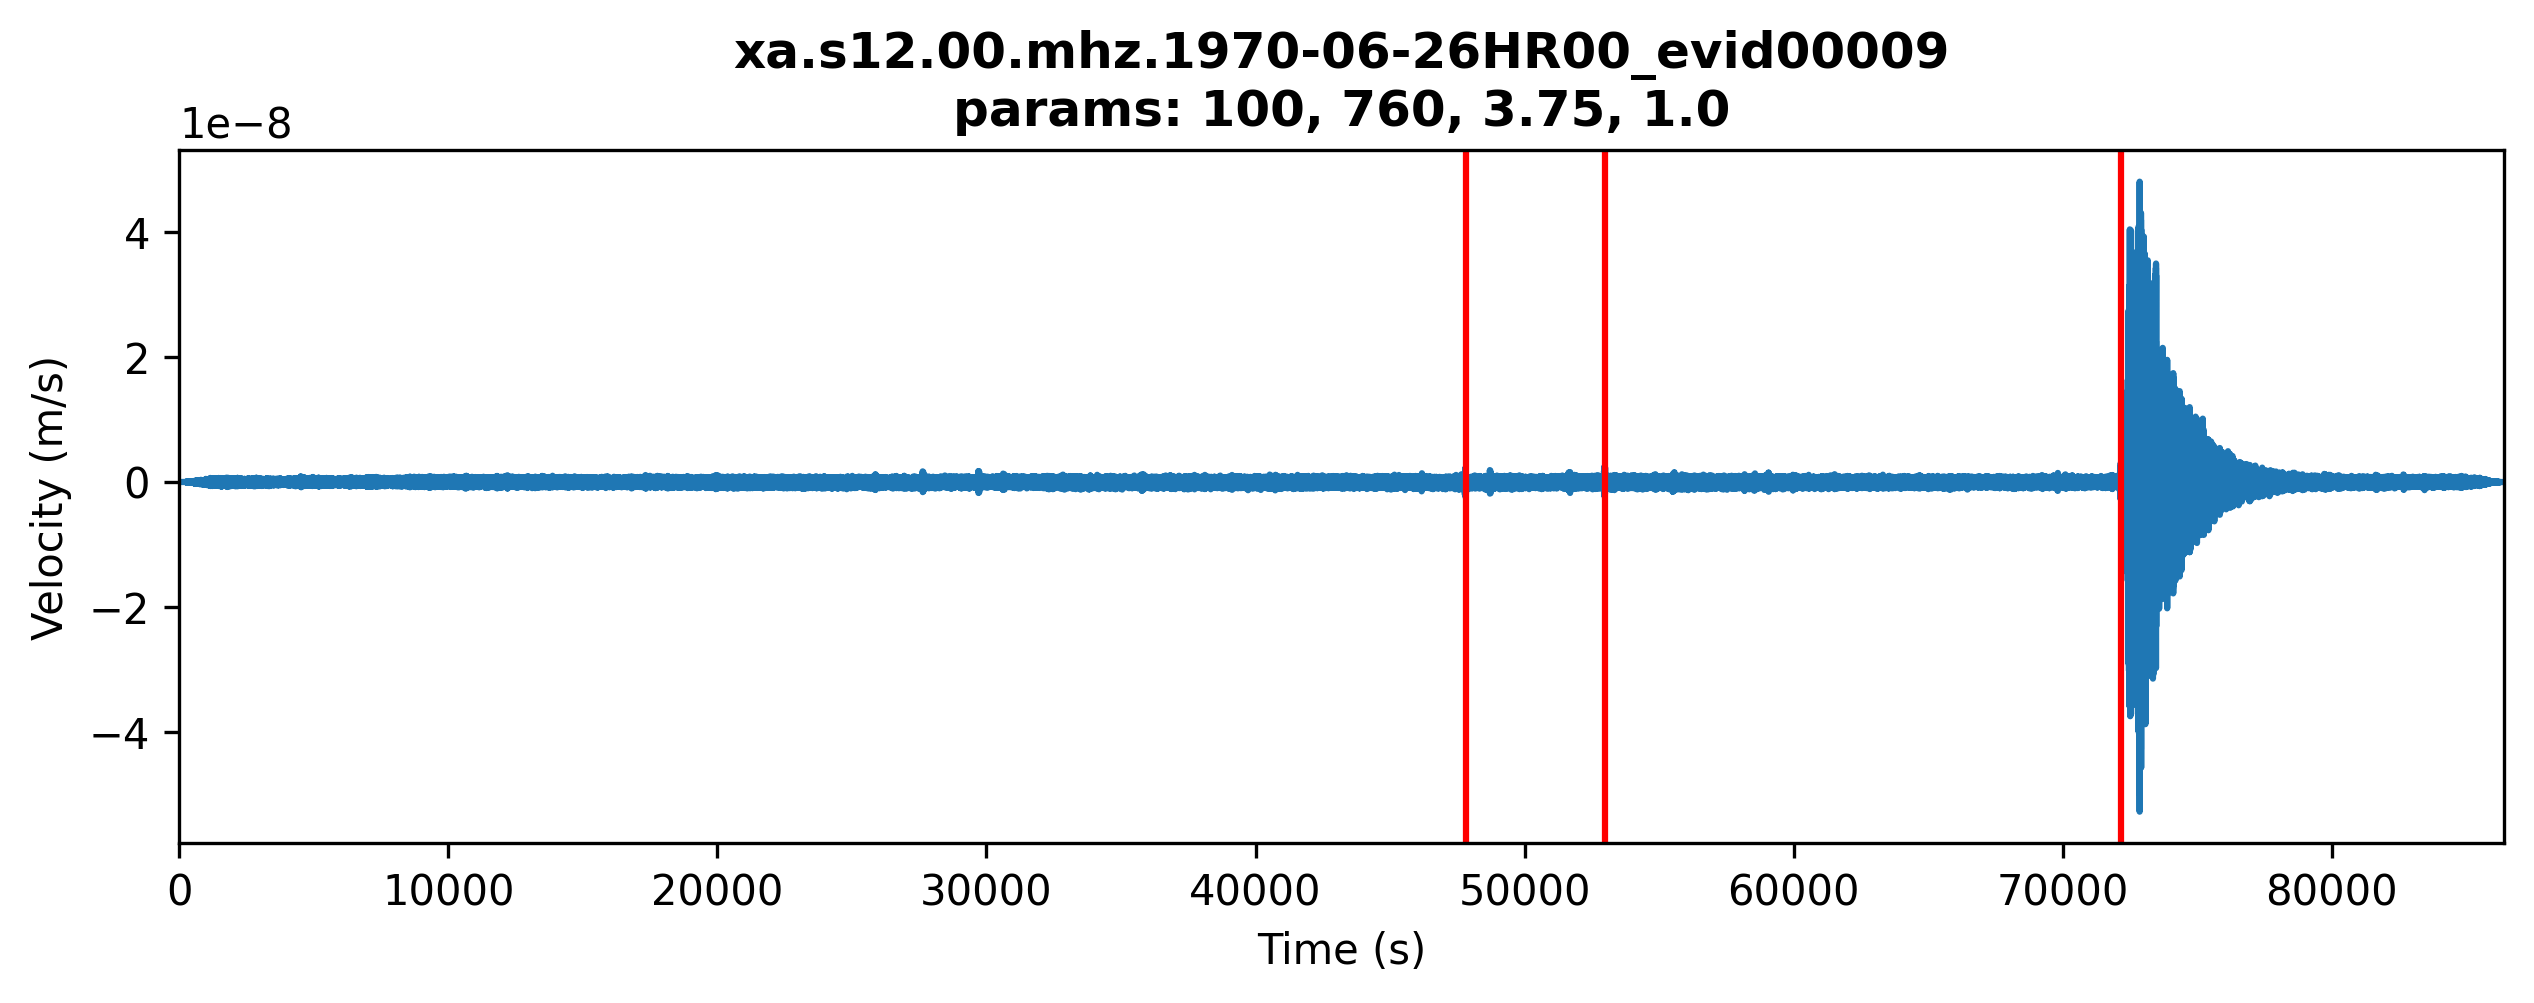 xa.s12.00.mhz.1970-06-26HR00_evid00009
params: 100, 760, 3.75, 1.0
1e−8
4
2
0
−2
−4
Velocity (m/s)
0 10000 20000 30000 40000 50000 60000 70000 80000
Time (s)